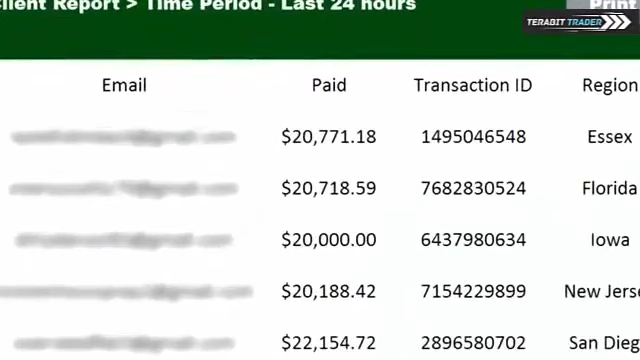 Client Report > Time Period - Last 24 hours Print
TERABIT TRADER
Email Paid Transaction ID Region
$20,771.18 1495046548 Essex
$20,718.59 7682830524 Florida
$20,000.00 6437980634 Iowa
$20,188.42 7154229899 New Jerse
$22,154.72 2896580702 San Dieg